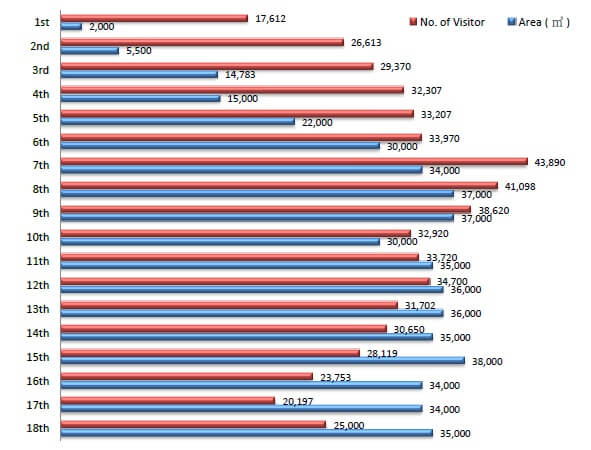 No. of Visitor
Area ( ㎡ )
1st 17,612
2,000
2nd 26,613
5,500
3rd 29,370
14,783
4th 32,307
15,000
5th 33,207
22,000
6th 33,970
30,000
7th 43,890
34,000
8th 41,098
37,000
9th 38,620
37,000
10th 32,920
30,000
11th 33,720
35,000
12th 34,700
36,000
13th 31,702
36,000
14th 30,650
35,000
15th 28,119
38,000
16th 23,753
34,000
17th 20,197
34,000
18th 25,000
35,000